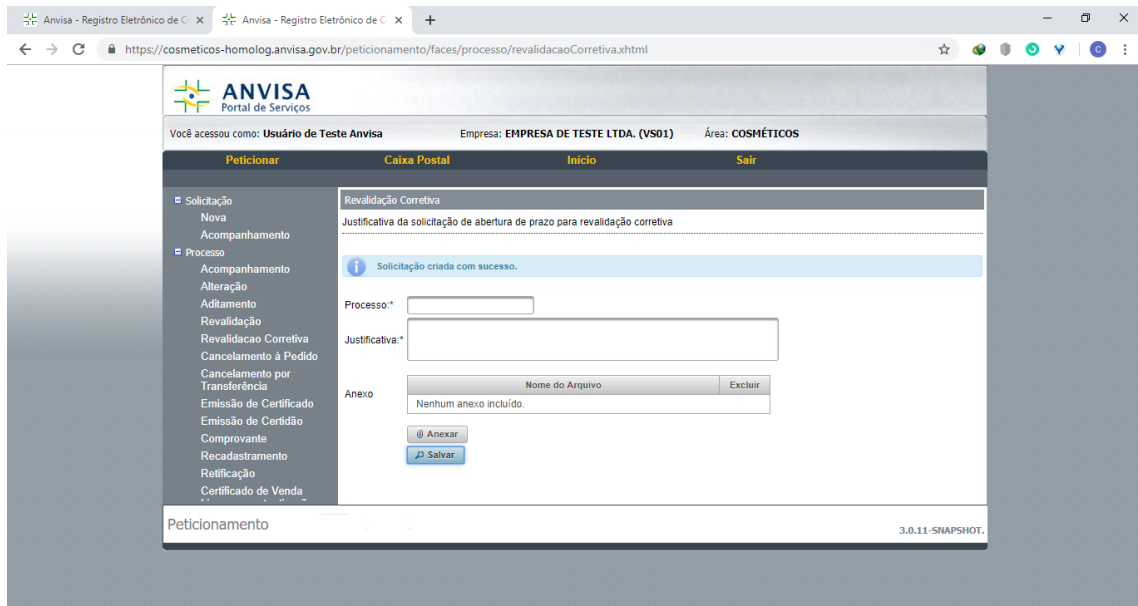 Anvisa - Registro Eletrônico de C
Anvisa - Registro Eletrônico de C
https://cosmeticos-homolog.anvisa.gov.br/peticionamento/faces/processo/revalidacaoCorretiva.xhtml
C
ANVISA
Portal de Serviços
Você acessou como: Usuário de Teste Anvisa Empresa: EMPRESA DE TESTE LTDA. (VS01) Área: COSMÉTICOS
Peticionar Caixa Postal Início Sair
Solicitação
Nova
Acompanhamento
Processo
Acompanhamento
Alteração
Aditamento
Revalidação
Revalidacao Corretiva
Cancelamento à Pedido
Cancelamento por
Transferência
Emissão de Certificado
Emissão de Certidão
Comprovante
Recadastramento
Retificação
Certificado de Venda
Revalidação Corretiva
Justificativa da solicitação de abertura de prazo para revalidação corretiva
Solicitação criada com sucesso.
Processo:*
Justificativa:*
Anexo
Nome do Arquivo Excluir
Nenhum anexo incluído.
Anexar
Salvar
Peticionamento
3.0.11-SNAPSHOT.